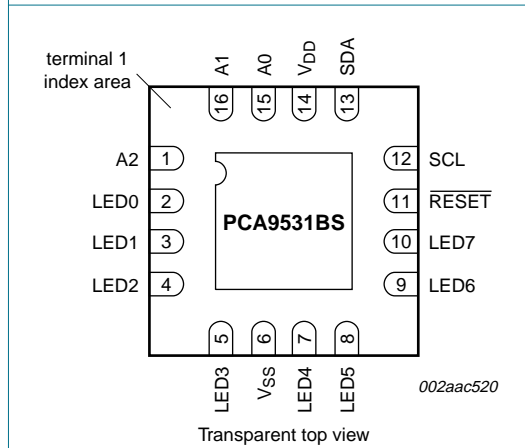 terminal 1
index area
A1
A0
VDD
SDA
16
15
14
13
A2
1
12
SCL
LED0
2
11
RESET
LED1
3
PCA9531BS
10
LED7
LED2
4
9
LED6
5
6
7
8
LED3
VSS
LED4
LED5
002aac520
Transparent top view